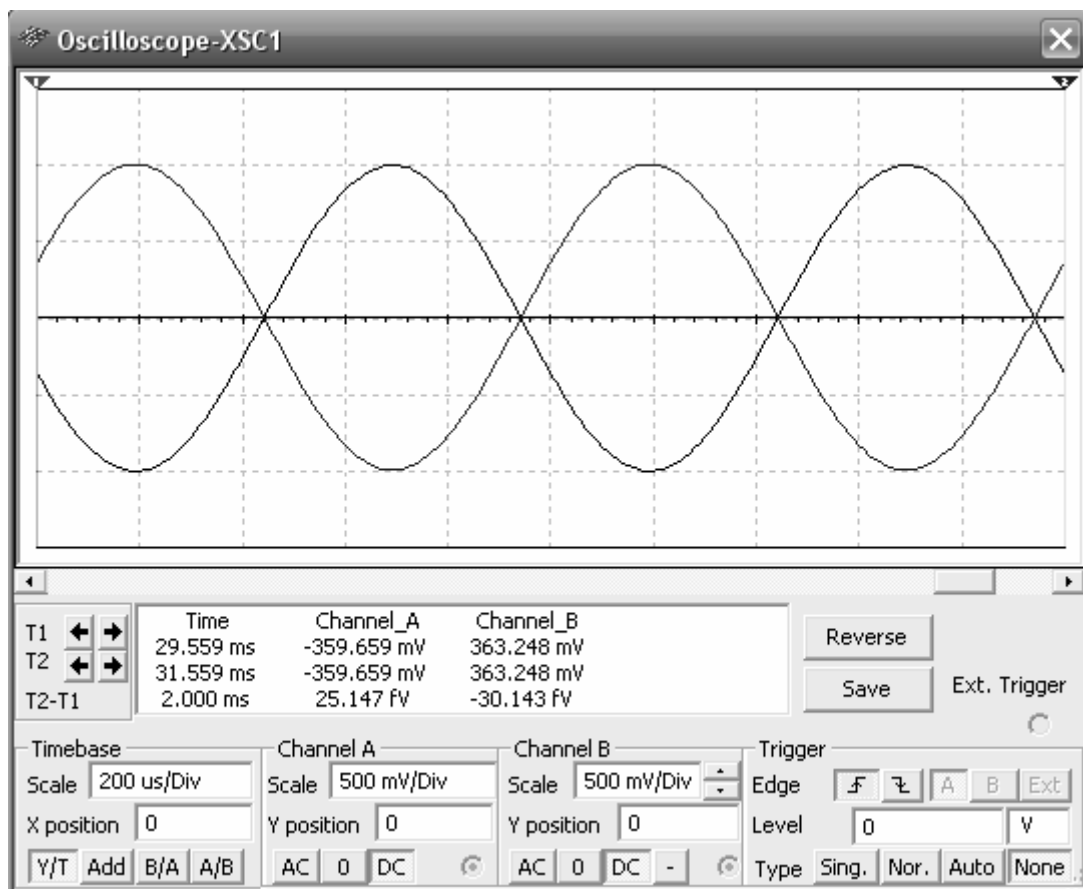 Oscilloscope-XSC1
1 2
Time Channel_A Channel_B
T1 29.559 ms -359.659 mV 363.248 mV
T2 31.559 ms -359.659 mV 363.248 mV
T2-T1 2.000 ms 25.147 fV -30.143 fV
Reverse
Save
Ext. Trigger
Timebase
Scale 200 us/Div
X position 0
Y/T Add B/A A/B
Channel A
Scale 500 mV/Div
Y position 0
AC 0 DC
Channel B
Scale 500 mV/Div
Y position 0
AC 0 DC -
Trigger
Edge A B Ext
Level 0 V
Type Sing. Nor. Auto None